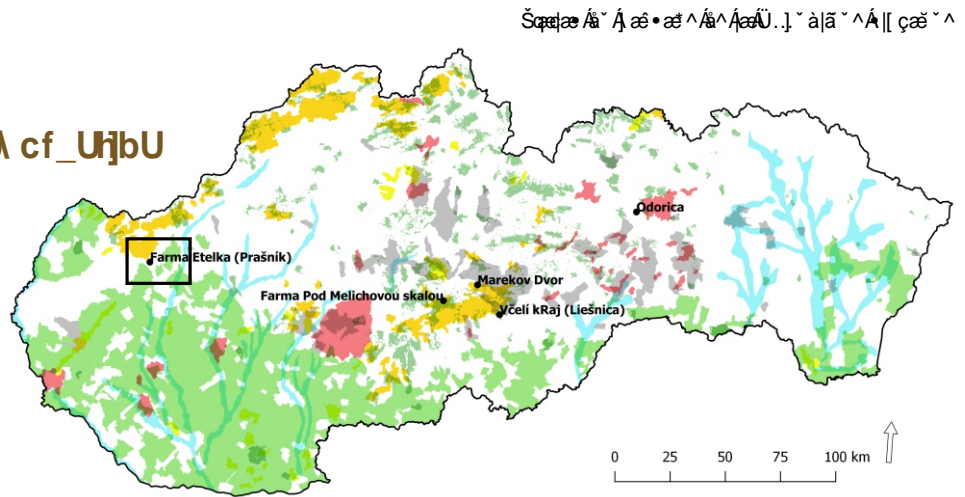 Odorica
Farma Etelka (Prašník)
Marekov Dvor
Farma Pod Melichovou skalou
Včelí kRaj (Liešnica)
0 25 50 75 100 km